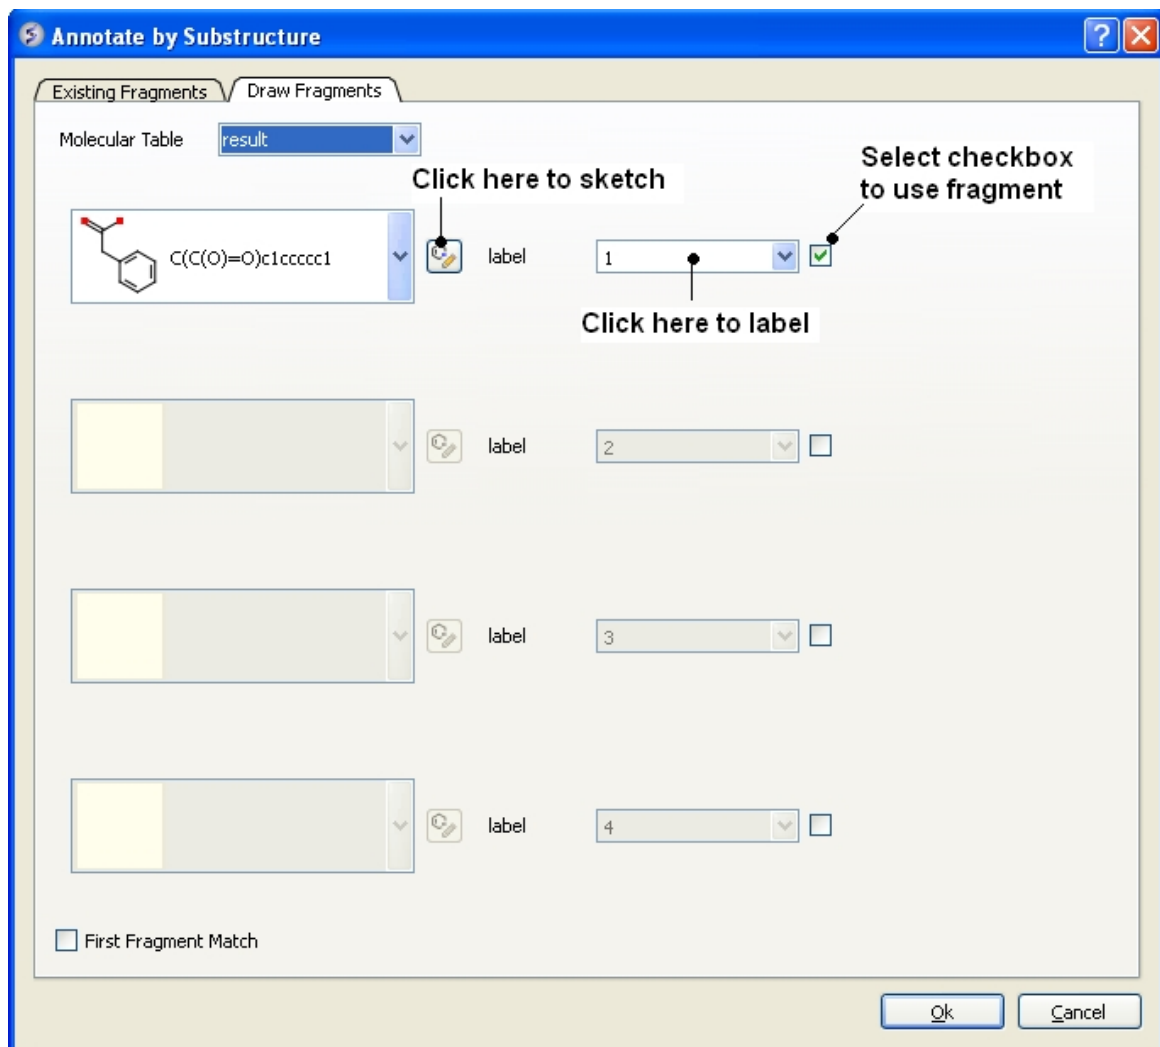 Annotate by Substructure
Existing Fragments
Draw Fragments
Molecular Table
result
Click here to sketch
Select checkbox
to use fragment
C(C(O)=O)c1ccccc1
label
1
Click here to label
label
2
label
3
label
4
First Fragment Match
Ok
Cancel